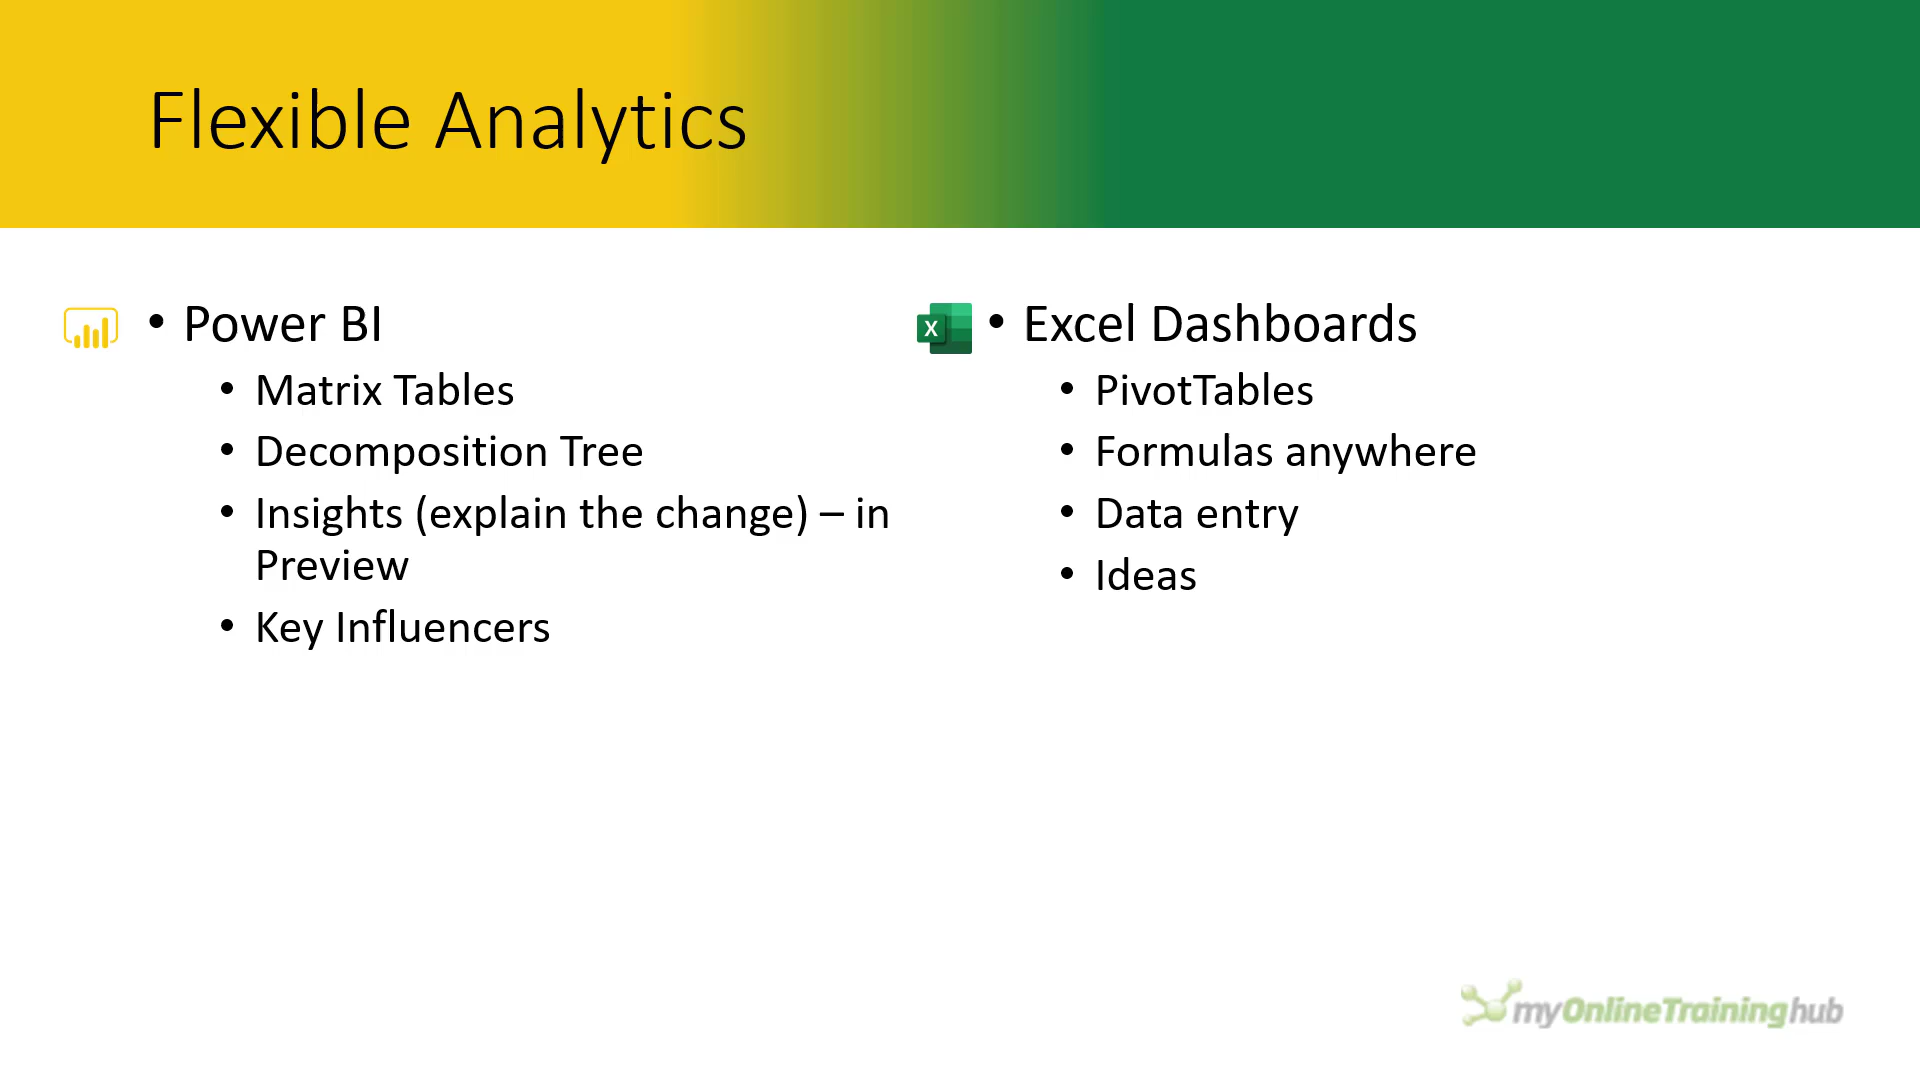 Flexible Analytics
• Power BI
• Matrix Tables
• Decomposition Tree
• Insights (explain the change) – in
Preview
• Key Influencers
X
• Excel Dashboards
• PivotTables
• Formulas anywhere
• Data entry
• Ideas
myOnlineTraininghub